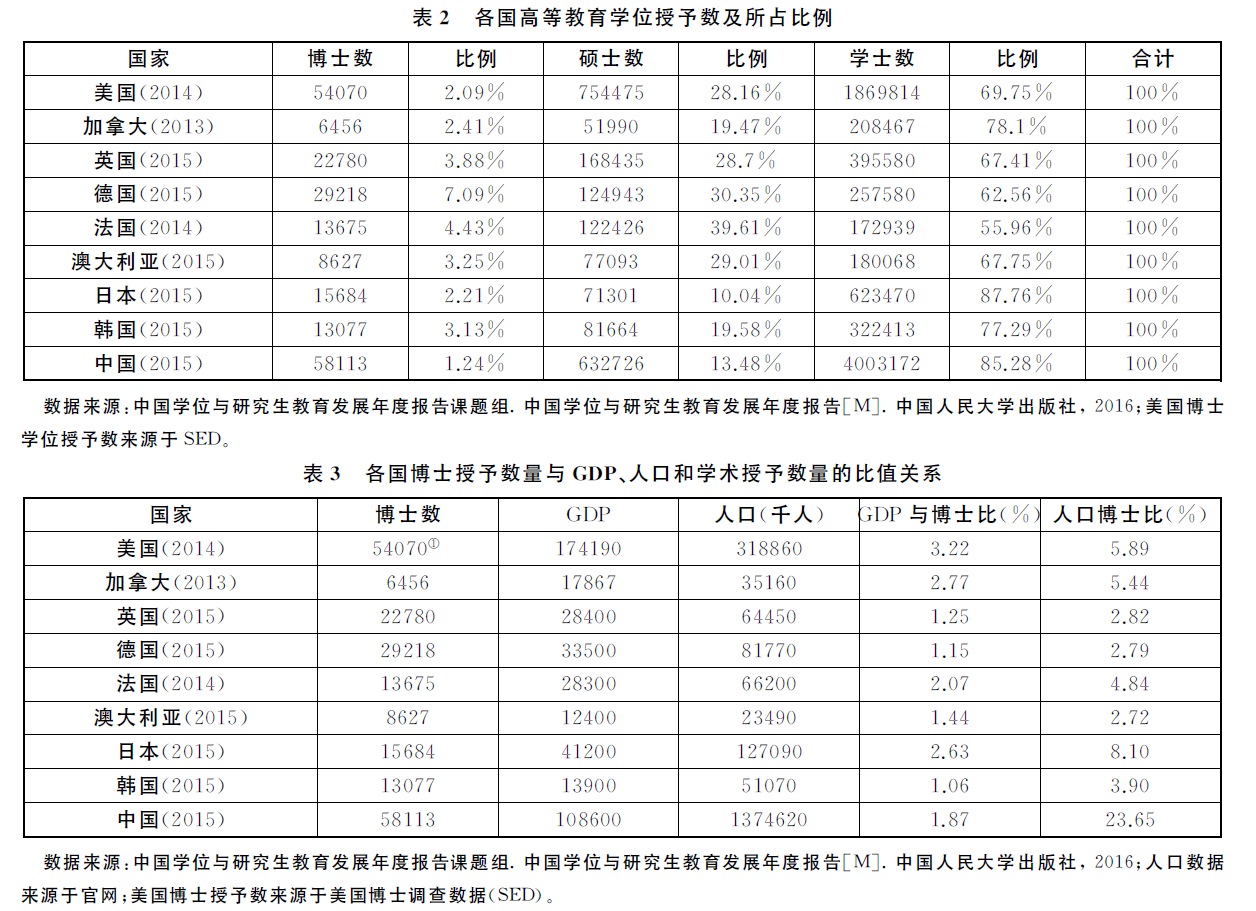 表 2 各国高等教育学位授予数及所占比例
国家 博士数 比例 硕士数 比例 学士数 比例 合计
美国(2014) 54070 2.09% 754475 28.16% 1869814 69.75% 100%
加拿大(2013) 6456 2.41% 51990 19.47% 208467 78.1% 100%
英国(2015) 22780 3.88% 168435 28.7% 395580 67.41% 100%
德国(2015) 29218 7.09% 124943 30.35% 257580 62.56% 100%
法国(2014) 13675 4.43% 122426 39.61% 172939 55.96% 100%
澳大利亚(2015) 8627 3.25% 77093 29.01% 180068 67.75% 100%
日本(2015) 15684 2.21% 71301 10.04% 623470 87.76% 100%
韩国(2015) 13077 3.13% 81664 19.58% 322413 77.29% 100%
中国(2015) 58113 1.24% 632726 13.48% 4003172 85.28% 100%
数据来源:中国学位与研究生教育发展年度报告课题组. 中国学位与研究生教育发展年度报告[M]. 中国人民大学出版社, 2016;美国博士
学位授予数来源于 SED。
表 3 各国博士授予数量与 GDP、人口和学术授予数量的比值关系
国家 博士数 GDP 人口(千人) GDP 与博士比(%) 人口博士比(%)
美国(2014) 54070① 174190 318860 3.22 5.89
加拿大(2013) 6456 17867 35160 2.77 5.44
英国(2015) 22780 28400 64450 1.25 2.82
德国(2015) 29218 33500 81770 1.15 2.79
法国(2014) 13675 28300 66200 2.07 4.84
澳大利亚(2015) 8627 12400 23490 1.44 2.72
日本(2015) 15684 41200 127090 2.63 8.10
韩国(2015) 13077 13900 51070 1.06 3.90
中国(2015) 58113 108600 1374620 1.87 23.65
数据来源:中国学位与研究生教育发展年度报告课题组. 中国学位与研究生教育发展年度报告[M]. 中国人民大学出版社, 2016;人口数据
来源于官网;美国博士授予数来源于美国博士调查数据(SED)。